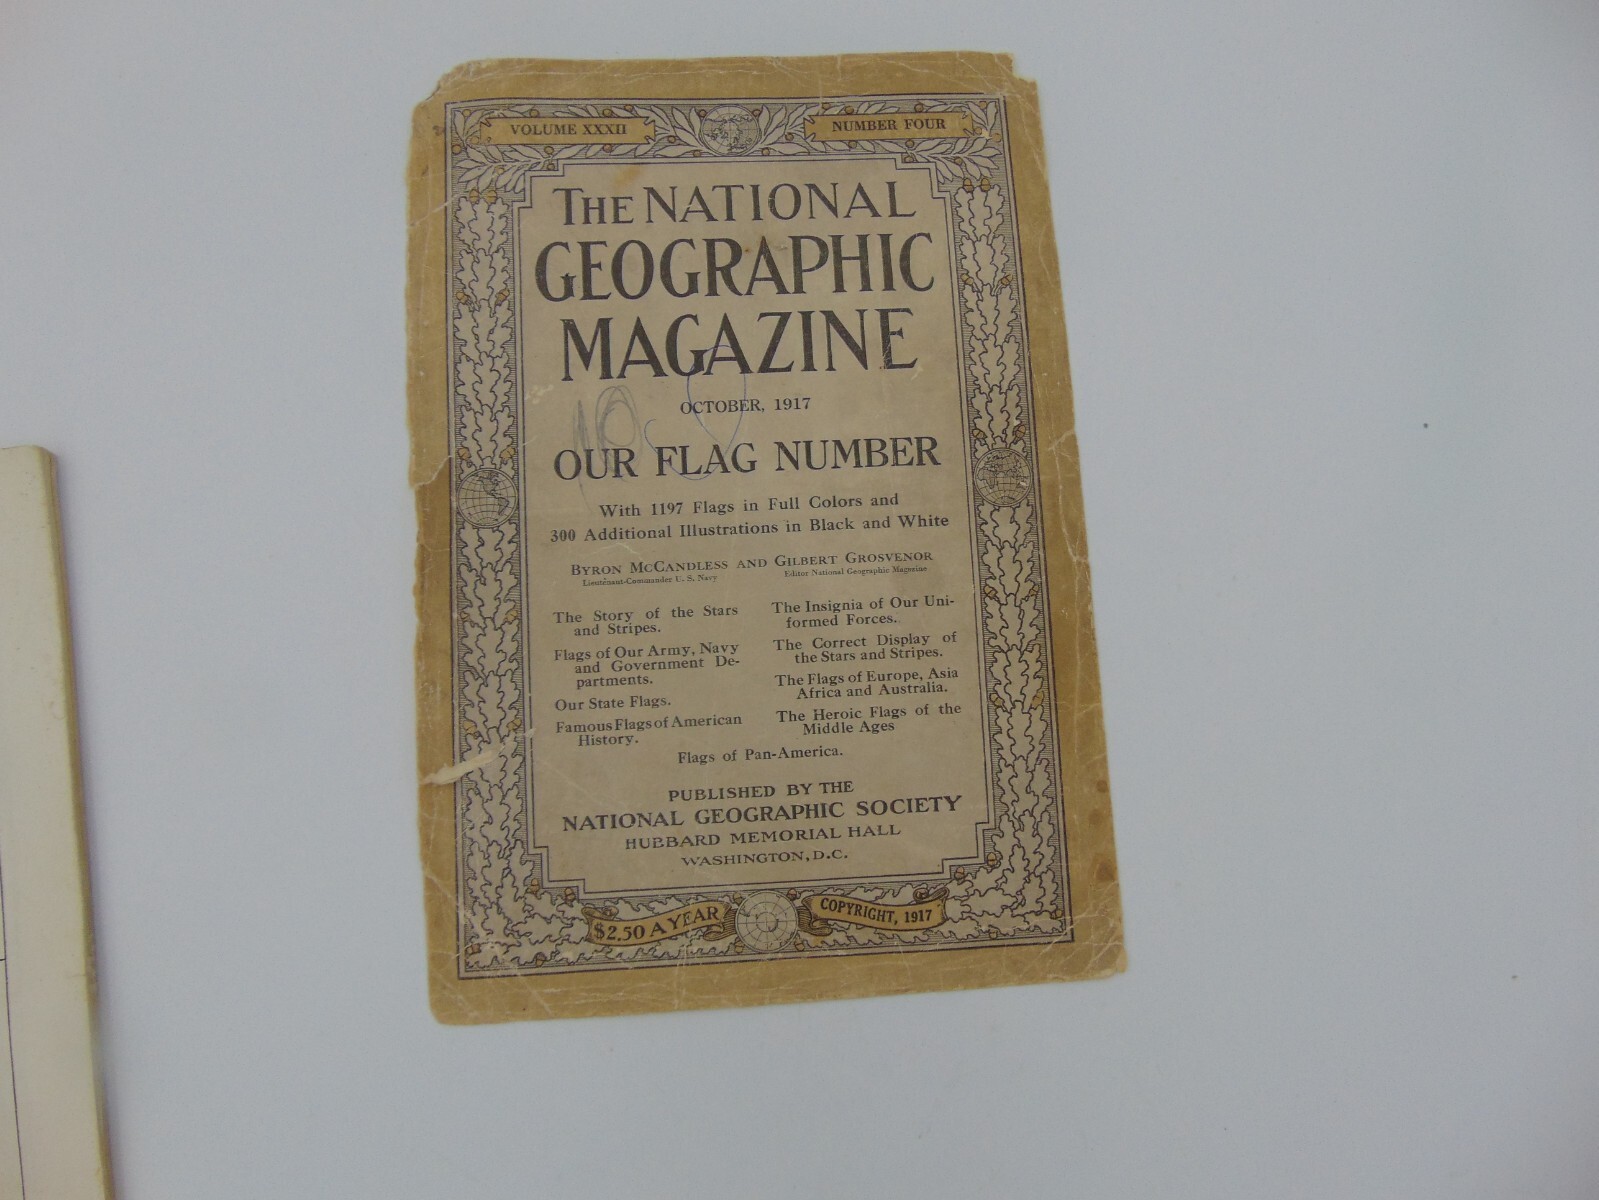 VOLUME XXXII
NUMBER FOUR
THE NATIONAL
GEOGRAPHIC
MAGAZINE
OCTOBER, 1917
OUR FLAG NUMBER
With 1197 Flags in Full Colors and
300 Additional Illustrations in Black and White
BYRON MCCANDLESS AND GILBERT GROSVENOR
Lieutenant-Commander U. S. Navy
Editor National Geographic Magazine
The Story of the Stars
and Stripes.
Flags of Our Army, Navy
and Government De-
partments.
Our State Flags.
Famous Flags of American
History.
The Insignia of Our Uni-
formed Forces.
The Correct Display of
the Stars and Stripes.
The Flags of Europe, Asia
Africa and Australia.
The Heroic Flags of the
Middle Ages
Flags of Pan-America.
PUBLISHED BY THE
NATIONAL GEOGRAPHIC SOCIETY
HUBBARD MEMORIAL HALL
WASHINGTON, D.C.
$2.50 A YEAR
COPYRIGHT, 1917